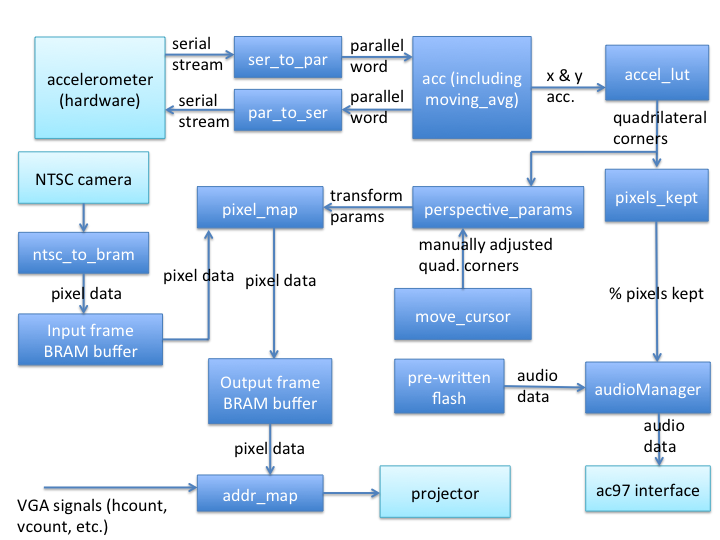 accelerometer
(hardware)
serial
stream
ser_to_par
parallel
word
serial
stream
par_to_ser
parallel
word
acc (including
moving_avg)
x & y
acc.
accel_lut
quadrilateral
corners
NTSC camera
pixel_map
transform
params
perspective_params
pixels_kept
ntsc_to_bram
pixel data
pixel data
pixel data
manually adjusted
quad. corners
% pixels kept
Input frame
BRAM buffer
move_cursor
Output frame
BRAM buffer
pre-written
flash
audio
data
audioManager
pixel data
audio
data
VGA signals (hcount,
vcount, etc.)
addr_map
projector
ac97 interface